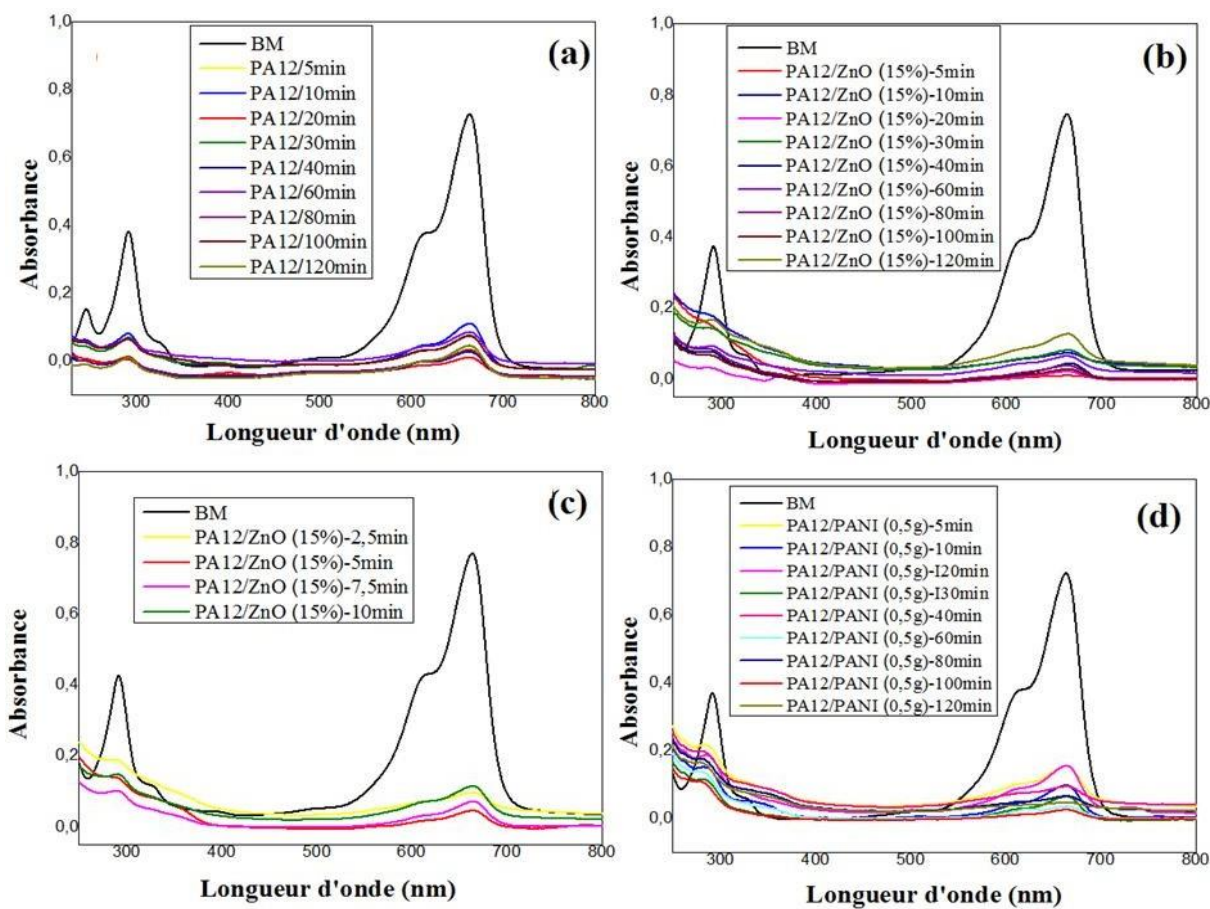 (a)
BM
PA12/5min
PA12/10min
PA12/20min
PA12/30min
PA12/40min
PA12/60min
PA12/80min
PA12/100min
PA12/120min
Absorbance
1,0
0,8
0,6
0,4
0,2
0,0
300 400 500 600 700 800
Longueur d'onde (nm)
(b)
BM
PA12/ZnO (15%)-5min
PA12/ZnO (15%)-10min
PA12/ZnO (15%)-20min
PA12/ZnO (15%)-30min
PA12/ZnO (15%)-40min
PA12/ZnO (15%)-60min
PA12/ZnO (15%)-80min
PA12/ZnO (15%)-100min
PA12/ZnO (15%)-120min
Absorbance
1,0
0,8
0,6
0,4
0,2
0,0
300 400 500 600 700 800
Longueur d'onde (nm)
(c)
BM
PA12/ZnO (15%)-2,5min
PA12/ZnO (15%)-5min
PA12/ZnO (15%)-7,5min
PA12/ZnO (15%)-10min
Absorbance
1,0
0,8
0,6
0,4
0,2
0,0
300 400 500 600 700 800
Longueur d'onde (nm)
(d)
BM
PA12/PANI (0,5g)-5min
PA12/PANI (0,5g)-10min
PA12/PANI (0,5g)-I20min
PA12/PANI (0,5g)-I30min
PA12/PANI (0,5g)-40min
PA12/PANI (0,5g)-60min
PA12/PANI (0,5g)-80min
PA12/PANI (0,5g)-100min
PA12/PANI (0,5g)-120min
Absorbance
1,0
0,8
0,6
0,4
0,2
0,0
300 400 500 600 700 800
Longueur d'onde (nm)